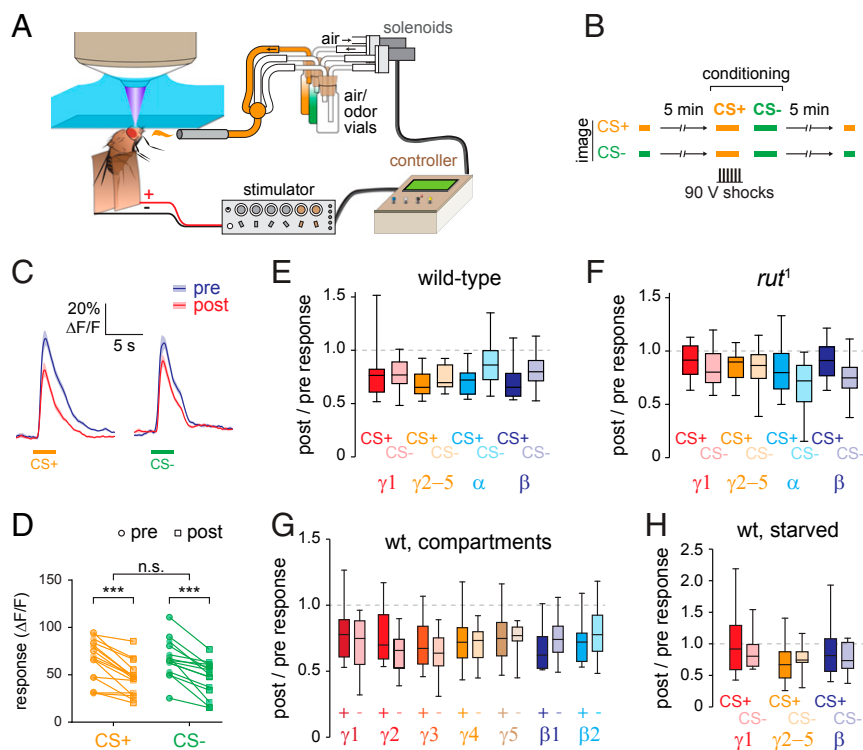 A
air
solenoids
air/
odor
vials
controller
stimulator
+
-
B
conditioning
5 min CS+ CS- 5 min
image
CS+
CS-
90 V shocks
C
pre
post
20%
ΔF/F
5 s
CS+ CS-
D
pre post
n.s.
*** ***
response (ΔF/F)
150
100
50
0
CS+ CS-
E
wild-type
post / pre response
1.5
1.0
0.5
0
CS+ CS+ CS+ CS+
CS- CS- CS- CS-
γ1 γ2–5 α β
F
rut¹
post / pre response
1.5
1.0
0.5
0
CS+ CS+ CS+ CS+
CS- CS- CS- CS-
γ1 γ2–5 α β
G
wt, compartments
post / pre response
1.5
1.0
0.5
0
+ - + - + - + - + - + - + -
γ1 γ2 γ3 γ4 γ5 β1 β2
H
wt, starved
post / pre response
2.5
2.0
1.5
1.0
0.5
0
CS+ CS+ CS+
CS- CS- CS-
γ1 γ2–5 β